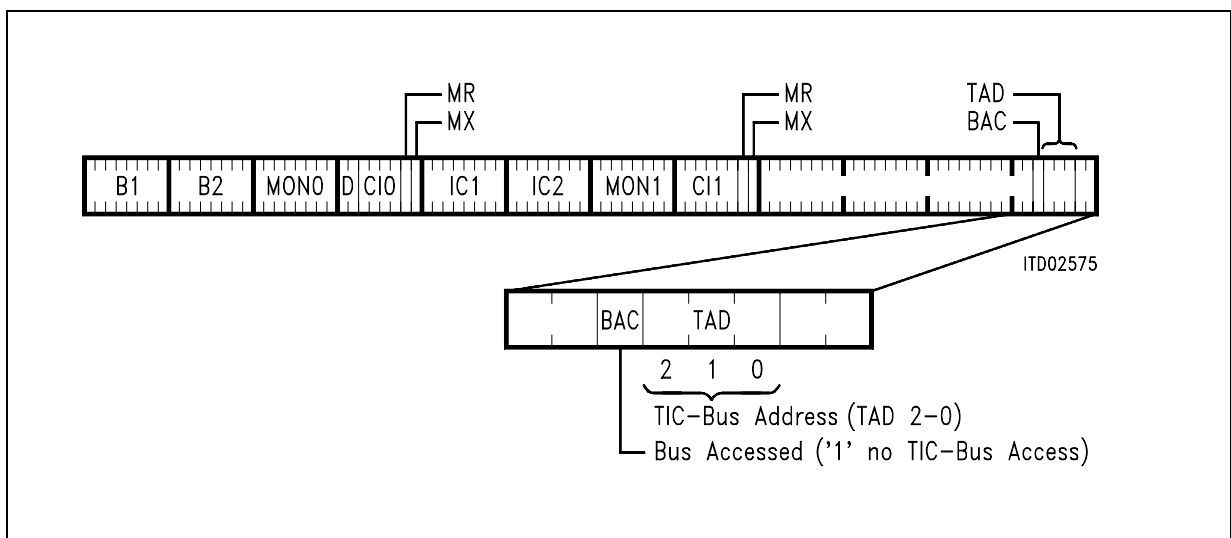 MR MR TAD
MX MX BAC
B1 B2 MON0 D CI0 IC1 IC2 MON1 CI1
ITD02575
BAC TAD
2 1 0
TIC-Bus Address (TAD 2-0)
Bus Accessed ('1' no TIC-Bus Access)